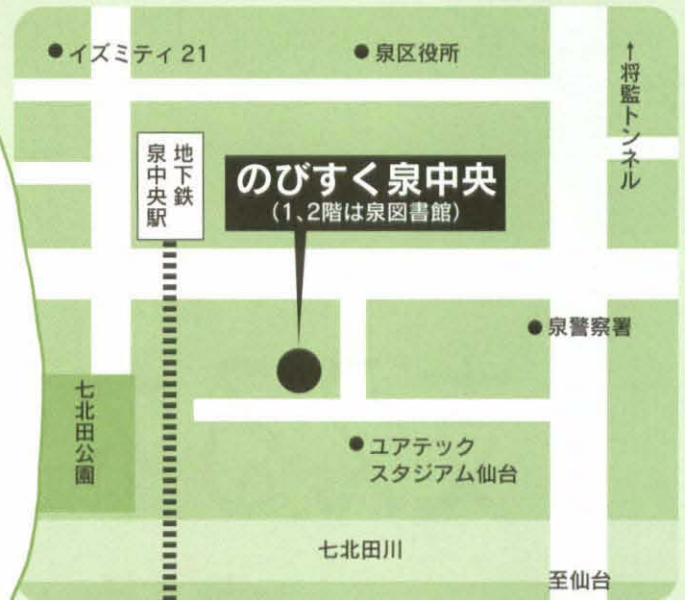 イズミティ 21
泉区役所
↑将監トンネル
地下鉄
泉中央駅
のびすく泉中央
(1、2階は泉図書館)
泉警察署
七北田公園
ユアテック
スタジアム仙台
七北田川
至仙台